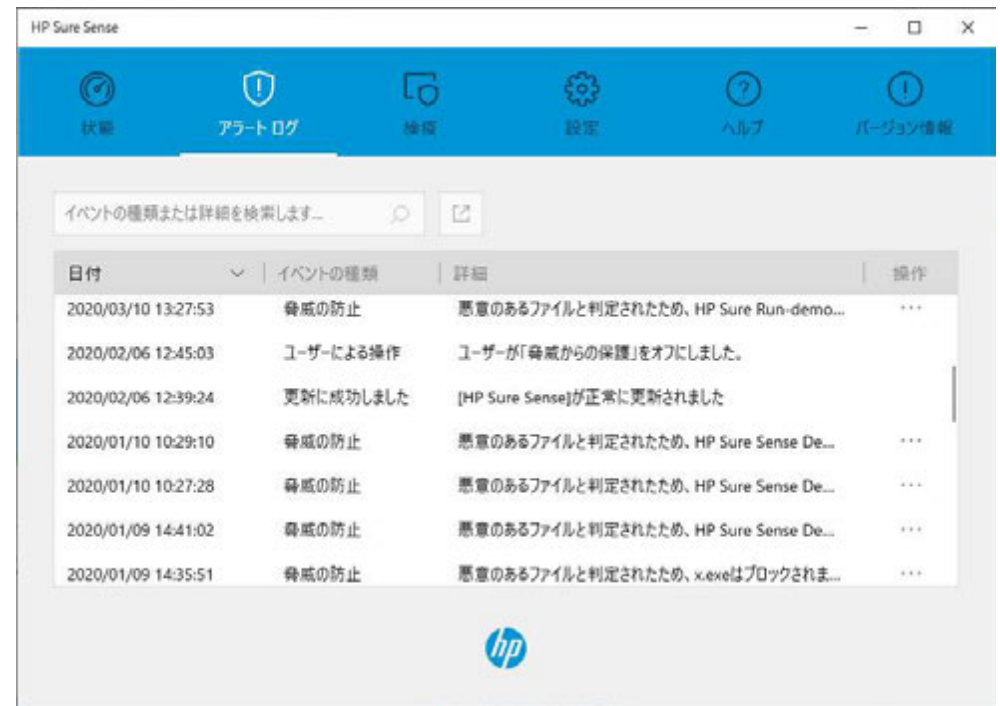 HP Sure Sense
状態 アラート ログ 検疫 設定 ヘルプ バージョン情報
イベントの種類または詳細を検索します...
日付 イベントの種類 詳細 操作
2020/03/10 13:27:53 脅威の防止 悪意のあるファイルと判定されたため、HP Sure Run-demo... ...
2020/02/06 12:45:03 ユーザーによる操作 ユーザーが「脅威からの保護」をオフにしました。
2020/02/06 12:39:24 更新に成功しました [HP Sure Sense]が正常に更新されました
2020/01/10 10:29:10 脅威の防止 悪意のあるファイルと判定されたため、HP Sure Sense De... ...
2020/01/10 10:27:28 脅威の防止 悪意のあるファイルと判定されたため、HP Sure Sense De... ...
2020/01/09 14:41:02 脅威の防止 悪意のあるファイルと判定されたため、HP Sure Sense De... ...
2020/01/09 14:35:51 脅威の防止 悪意のあるファイルと判定されたため、x.exeはブロックされま... ...
hp